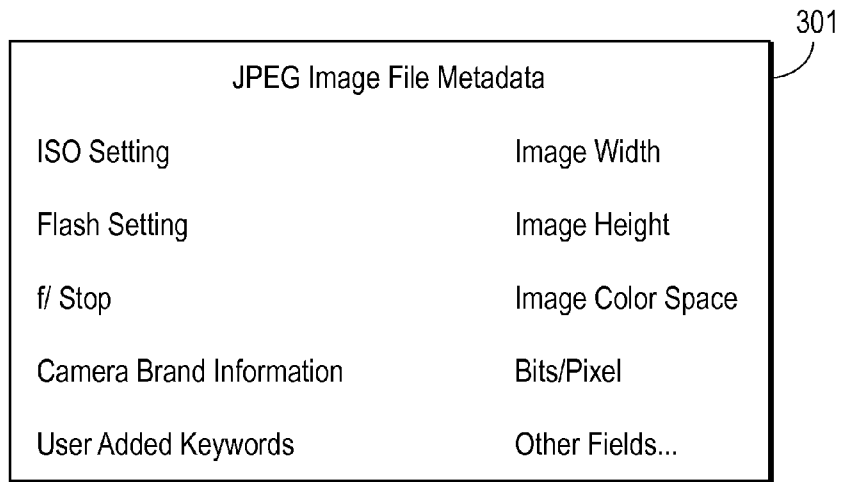 301
JPEG Image File Metadata
ISO Setting
Image Width
Flash Setting
Image Height
f/ Stop
Image Color Space
Camera Brand Information
Bits/Pixel
User Added Keywords
Other Fields...